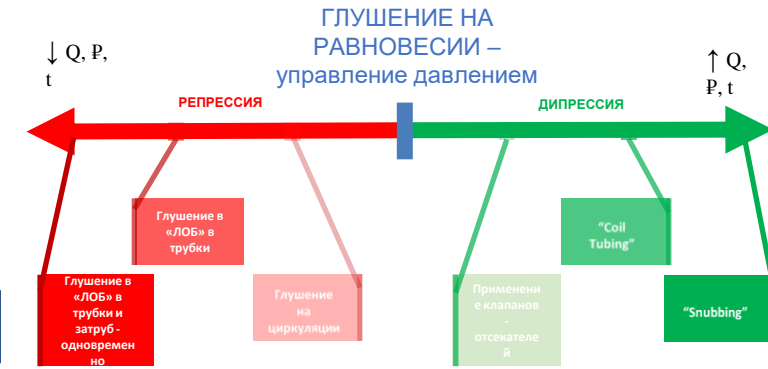 ГЛУШЕНИЕ НА
РАВНОВЕСИИ –
управление давлением
↓ Q, ₽,
t
↑ Q,
₽, t
РЕПРЕССИЯ
ДИПРЕССИЯ
Глушение в
«ЛОБ» в
трубки
"Coil
Tubing"
Глушение в
«ЛОБ» в
трубки и
затруб -
одновремен
но
Глушение
на
циркуляции
Применени
е клапанов
-
отсекателе
й
"Snubbing"